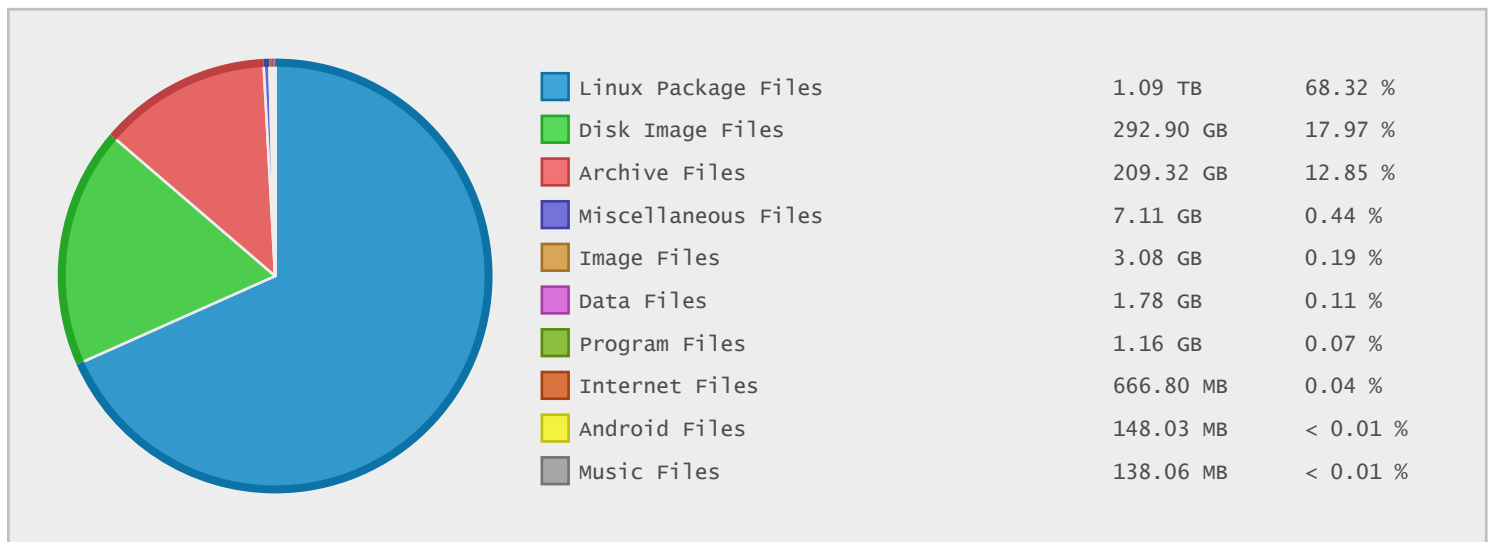 Linux Package Files 1.09 TB 68.32 %
Disk Image Files 292.90 GB 17.97 %
Archive Files 209.32 GB 12.85 %
Miscellaneous Files 7.11 GB 0.44 %
Image Files 3.08 GB 0.19 %
Data Files 1.78 GB 0.11 %
Program Files 1.16 GB 0.07 %
Internet Files 666.80 MB 0.04 %
Android Files 148.03 MB < 0.01 %
Music Files 138.06 MB < 0.01 %